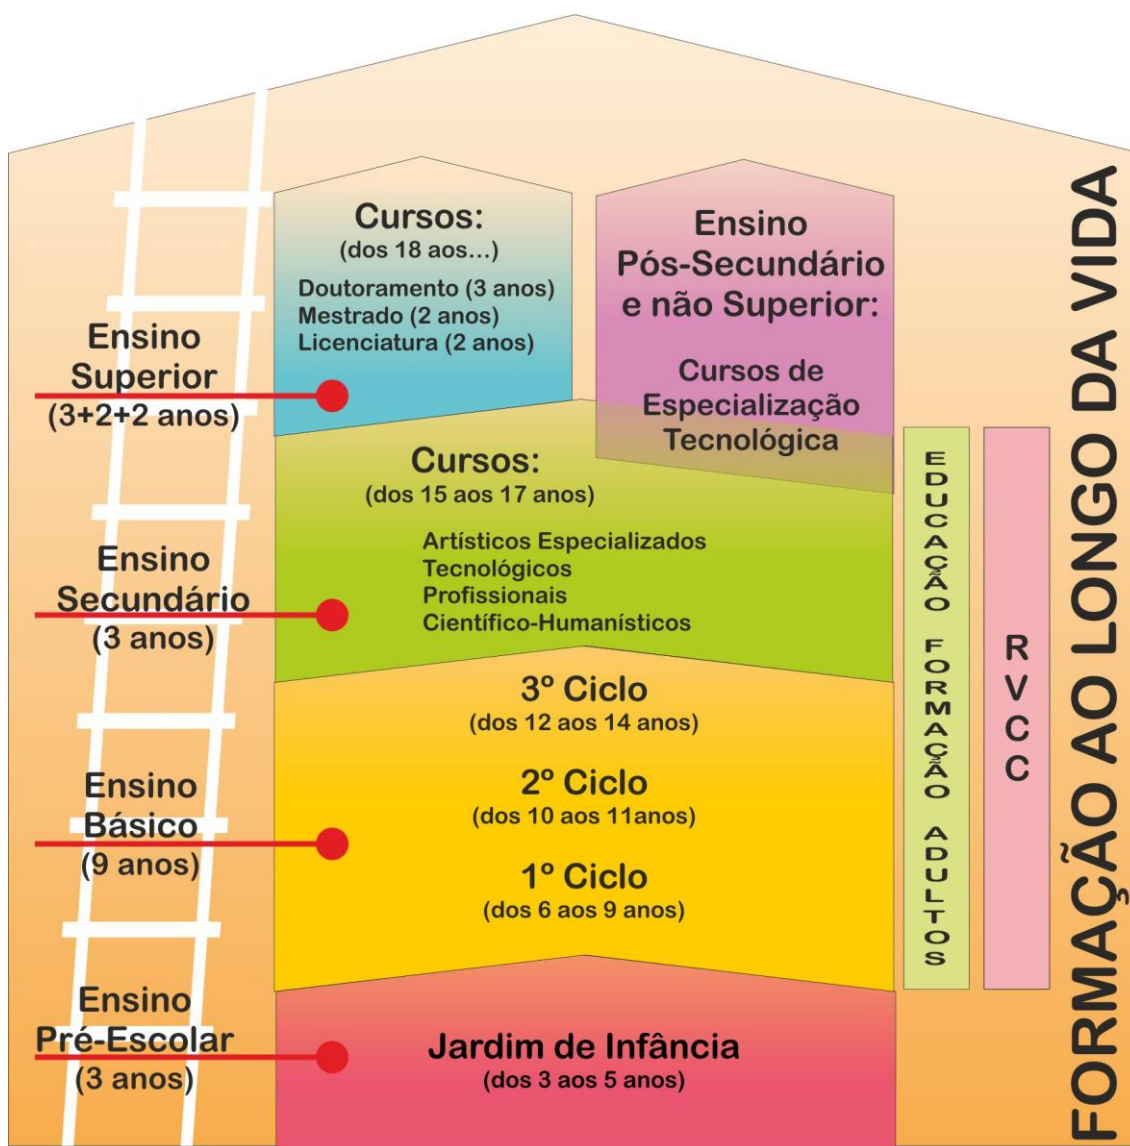 Cursos:
(dos 18 aos...)
Doutoramento (3 anos)
Mestrado (2 anos)
Licenciatura (2 anos)
Ensino
Pós-Secundário
e não Superior:
Cursos de
Especialização
Tecnológica
Ensino
Superior
(3+2+2 anos)
Cursos:
(dos 15 aos 17 anos)
Artísticos Especializados
Tecnológicos
Profissionais
Científico-Humanísticos
Ensino
Secundário
(3 anos)
3º Ciclo
(dos 12 aos 14 anos)
2º Ciclo
(dos 10 aos 11anos)
1º Ciclo
(dos 6 aos 9 anos)
Ensino
Básico
(9 anos)
Jardim de Infância
(dos 3 aos 5 anos)
Ensino
Pré-Escolar
(3 anos)
EDUCAÇÃO FORMAÇÃO ADULTOS
RVCC
FORMAÇÃO AO LONGO DA VIDA